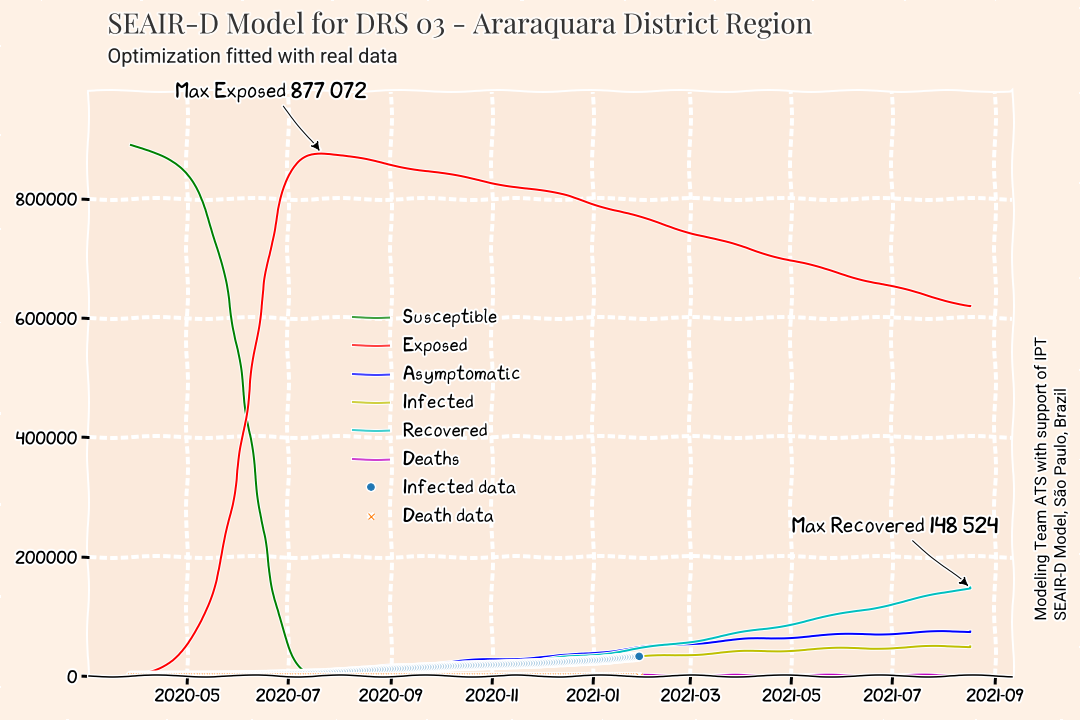 SEAIR-D Model for DRS 03 - Araraquara District Region
Optimization fitted with real data
Max Exposed 877 072
800000
600000
400000
200000
0
Susceptible
Exposed
Asymptomatic
Infected
Recovered
Deaths
Infected data
Death data
Max Recovered 148 524
2020-05
2020-07
2020-09
2020-11
2021-01
2021-03
2021-05
2021-07
2021-09
Modeling Team ATS with support of IPT
SEAIR-D Model, São Paulo, Brazil